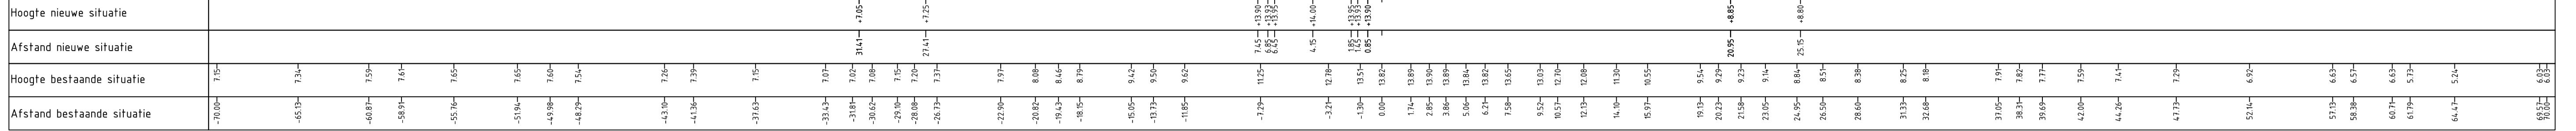 Hoogte nieuwe situatie +7.05 +7.25 +13.90 +13.93 +13.95 +14.00 +13.95 +13.93 +13.90 +8.85 +8.80
Afstand nieuwe situatie 31.41 27.41 7.45 6.85 6.45 4.15 1.85 1.45 0.85 20.95 25.15
Hoogte bestaande situatie 7.15 7.34 7.59 7.61 7.65 7.65 7.60 7.54 7.26 7.39 7.15 7.07 7.02 7.08 7.15 7.20 7.37 7.97 8.08 8.46 8.79 9.42 9.50 9.62 11.25 12.78 13.51 13.82 13.89 13.90 13.89 13.84 13.82 13.65 13.03 12.70 12.08 11.30 10.55 9.54 9.29 9.23 9.14 8.84 8.51 8.38 8.25 8.18 7.91 7.82 7.77 7.59 7.41 7.29 6.92 6.63 6.57 6.63 5.73 5.24 6.03 6.03
Afstand bestaande situatie -70.00 -65.13 -60.87 -58.91 -55.76 -51.94 -49.98 -48.29 -43.10 -41.36 -37.63 -33.43 -31.81 -30.62 -29.10 -28.08 -26.73 -22.90 -20.82 -19.43 -18.15 -15.05 -13.73 -11.85 -7.29 -3.21 -1.30 0.00 1.74 2.85 3.86 5.06 6.21 7.58 9.52 10.57 12.13 14.10 15.97 19.13 20.23 21.58 23.05 24.95 26.50 28.60 31.33 32.68 37.05 38.31 39.69 42.00 44.26 47.73 52.14 57.13 58.38 60.71 61.79 64.47 69.57 70.00